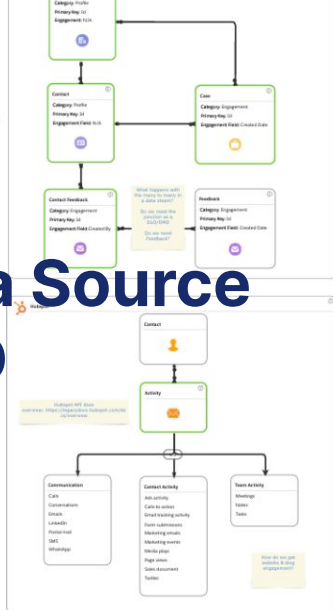 Category: Profile
Primary Key: Id
Engagement: N/A
Contact
Category: Profile
Primary Key: Id
Engagement Field: N/A
Case
Category: Engagement
Primary Key: Id
Engagement Field: Created Date
Contact Feedback
Category: Engagement
Primary Key: Id
Engagement Field: CreatedBy
What happens with
the many to many in
a data steam?
Do we need the
junction as a
DLO/DMO
Do we need
Feedback?
Feedback
Category: Engagement
Primary Key: Id
Engagement Field: Created Date
a Source
)
Hubspot
Contact
Activity
Hubspot API docs
Communication
Calls
Conversations
Emails
LinkedIn
Postal mail
SMS
WhatsApp
Contact Activity
Ads activity
Calls to action
Email tracking activity
Form submissions
Marketing emails
Marketing events
Media plays
Page views
Sales document
Twitter
Team Activity
Meetings
Notes
Tasks
How do we get
website & blog
engagement?